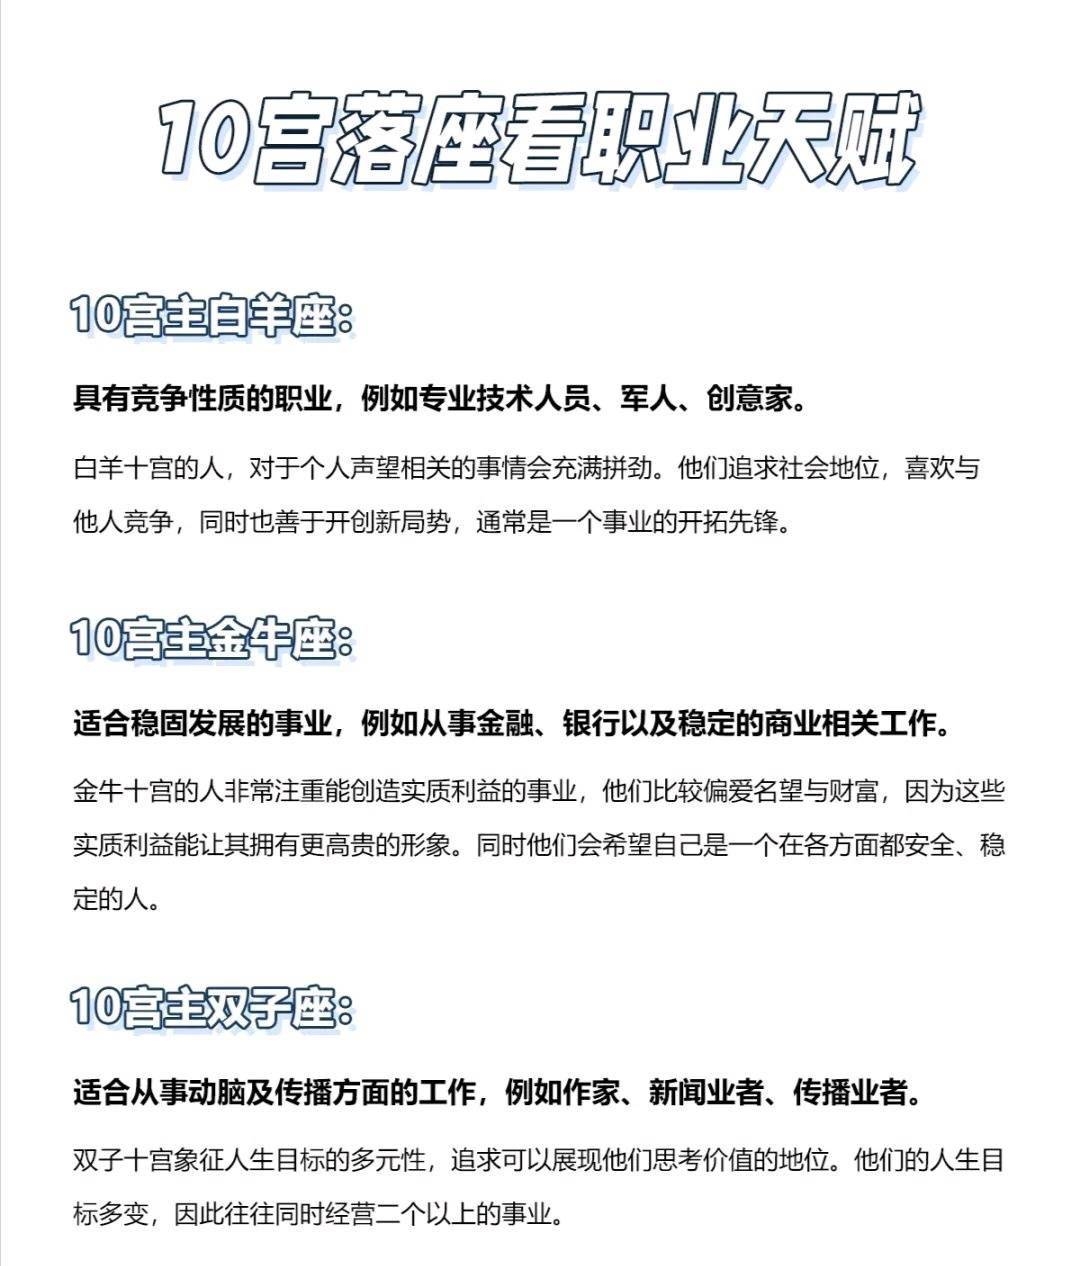 10宫落座看职业天赋
10宫主白羊座：
具有竞争性质的职业，例如专业技术人员、军人、创意家。
白羊十宫的人，对于个人声望相关的事情会充满拼劲。他们追求社会地位，喜欢与
他人竞争，同时也善于开创新局势，通常是一个事业的开拓先锋。
10宫主金牛座：
适合稳固发展的事业，例如从事金融、银行以及稳定的商业相关工作。
金牛十宫的人非常注重能创造实质利益的事业，他们比较偏爱名望与财富，因为这些
实质利益能让其拥有更高贵的形象。同时他们会希望自己是一个在各方面都安全、稳
定的人。
10宫主双子座：
适合从事动脑及传播方面的工作，例如作家、新闻业者、传播业者。
双子十宫象征人生目标的多元性，追求可以展现他们思考价值的地位。他们的人生目
标多变，因此往往同时经营二个以上的事业。